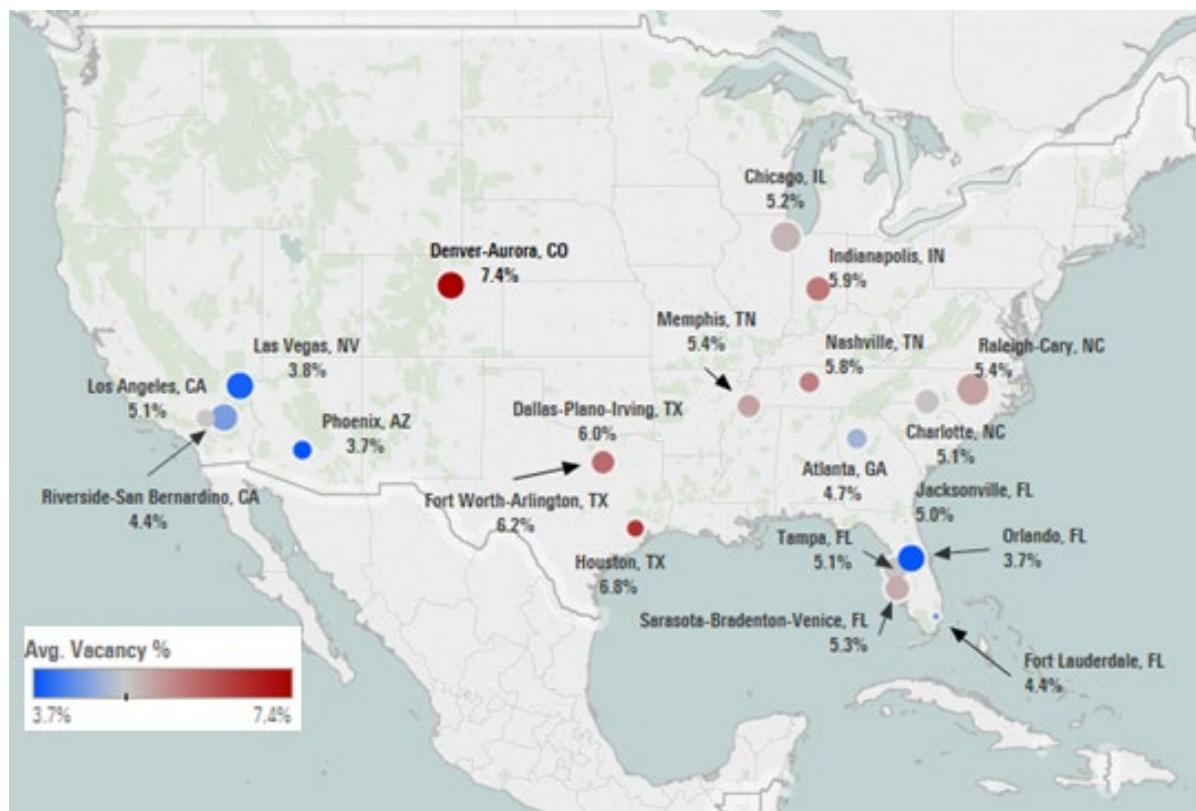 Chicago, IL
5.2%
Denver-Aurora, CO
7.4%
Indianapolis, IN
5.9%
Memphis, TN
5.4%
Nashville, TN
5.8%
Raleigh-Cary, NC
5.4%
Las Vegas, NV
3.8%
Los Angeles, CA
5.1%
Phoenix, AZ
3.7%
Dallas-Plano-Irving, TX
6.0%
Charlotte, NC
5.1%
Atlanta, GA
4.7%
Riverside-San Bernardino, CA
4.4%
Fort Worth-Arlington, TX
6.2%
Jacksonville, FL
5.0%
Tampa, FL
5.1%
Orlando, FL
3.7%
Houston, TX
6.8%
Sarasota-Bradenton-Venice, FL
5.3%
Fort Lauderdale, FL
4.4%
Avg. Vacancy %
3.7% 7.4%